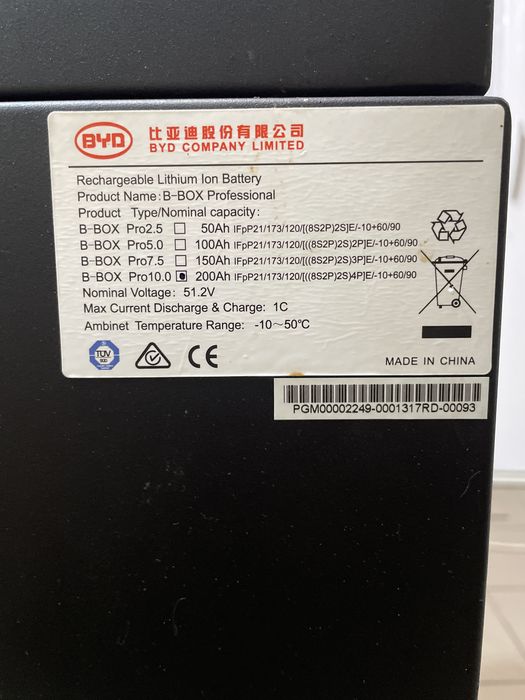 BYD 比亚迪股份有限公司
BYD COMPANY LIMITED
Rechargeable Lithium Ion Battery
Product Name: B-BOX Professional
Product Type/Nominal capacity:
B-BOX Pro2.5 50Ah IFpP21/173/120/[(8S2P)2S]E/-10+60/90
B-BOX Pro5.0 100Ah IFpP21/173/120/[((8S2P)2S)2P]E/-10+60/90
B-BOX Pro7.5 150Ah IFpP21/173/120/[((8S2P)2S)3P]E/-10+60/90
B-BOX Pro10.0 200Ah IFpP21/173/120/[((8S2P)2S)4P]E/-10+60/90
Nominal Voltage: 51.2V
Max Current Discharge & Charge: 1C
Ambinet Temperature Range: -10～50℃
TÜV CE
MADE IN CHINA
PGM00002249-0001317RD-00093